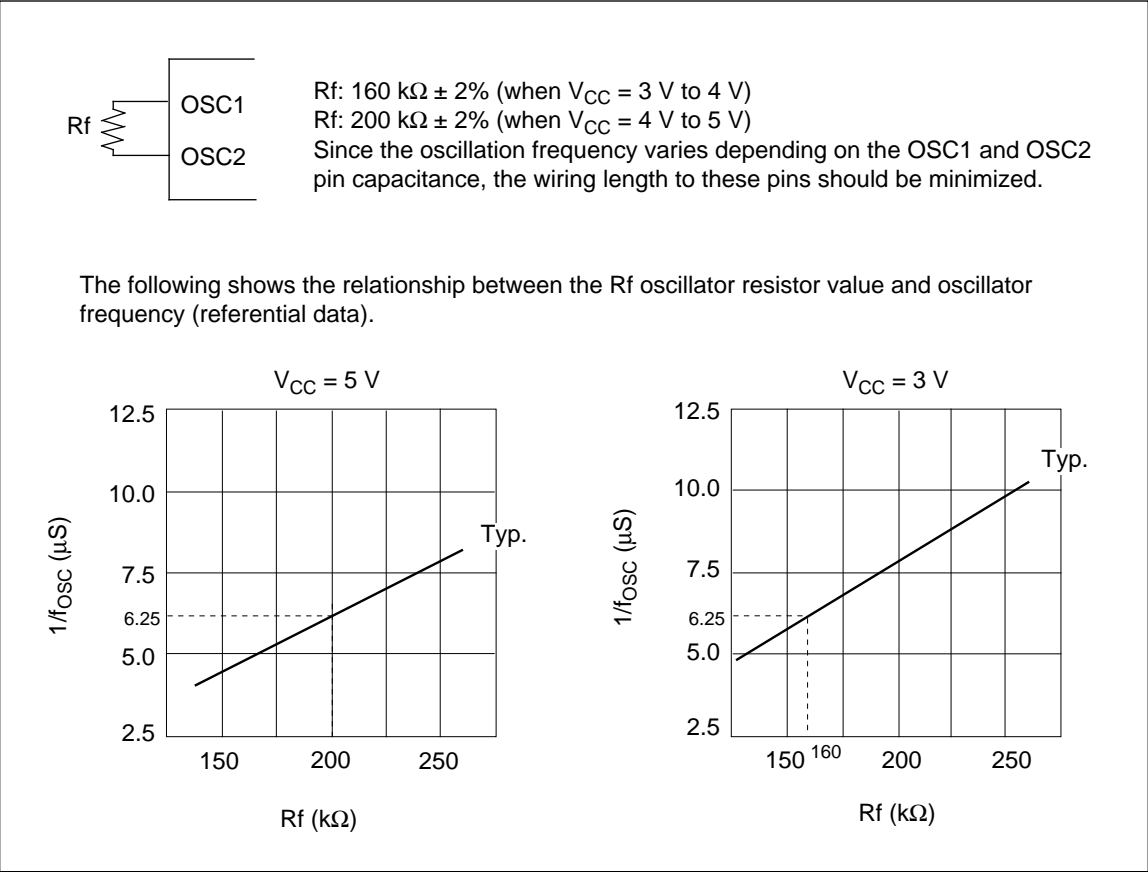 Rf
OSC1
OSC2
Rf: 160 kΩ ± 2% (when VCC = 3 V to 4 V)
Rf: 200 kΩ ± 2% (when VCC = 4 V to 5 V)
Since the oscillation frequency varies depending on the OSC1 and OSC2
pin capacitance, the wiring length to these pins should be minimized.
The following shows the relationship between the Rf oscillator resistor value and oscillator
frequency (referential data).
VCC = 5 V
12.5
10.0
7.5
6.25
5.0
2.5
1/fOSC (µS)
Typ.
150
200
250
Rf (kΩ)
VCC = 3 V
12.5
10.0
7.5
6.25
5.0
2.5
1/fOSC (µS)
Typ.
150
160
200
250
Rf (kΩ)